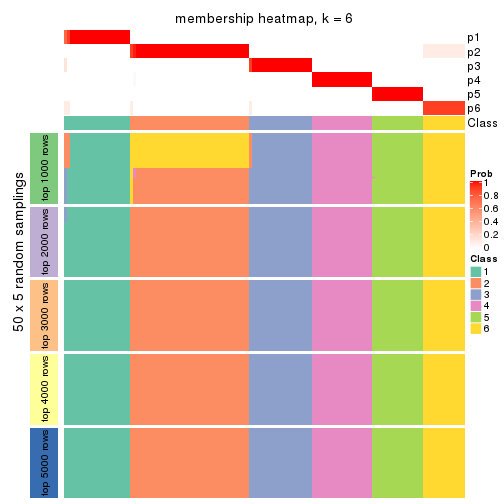 membership heatmap, k = 6
p1
p2
p3
p4
p5
p6
Class
50 x 5 random samplings
top 1000 rows
top 2000 rows
top 3000 rows
top 4000 rows
top 5000 rows
Prob
1
0.8
0.6
0.4
0.2
0
Class
1
2
3
4
5
6